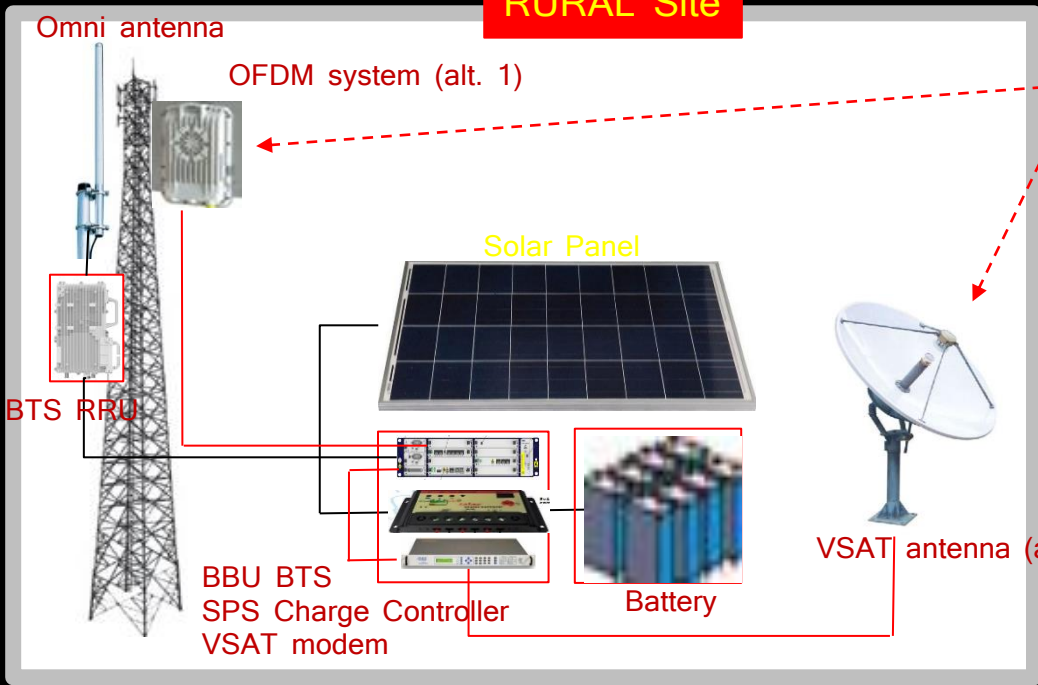 RURAL Site
Omni antenna
OFDM system (alt. 1)
Solar Panel
BTS RRU
VSAT antenna (a
BBU BTS
SPS Charge Controller
VSAT modem
Battery